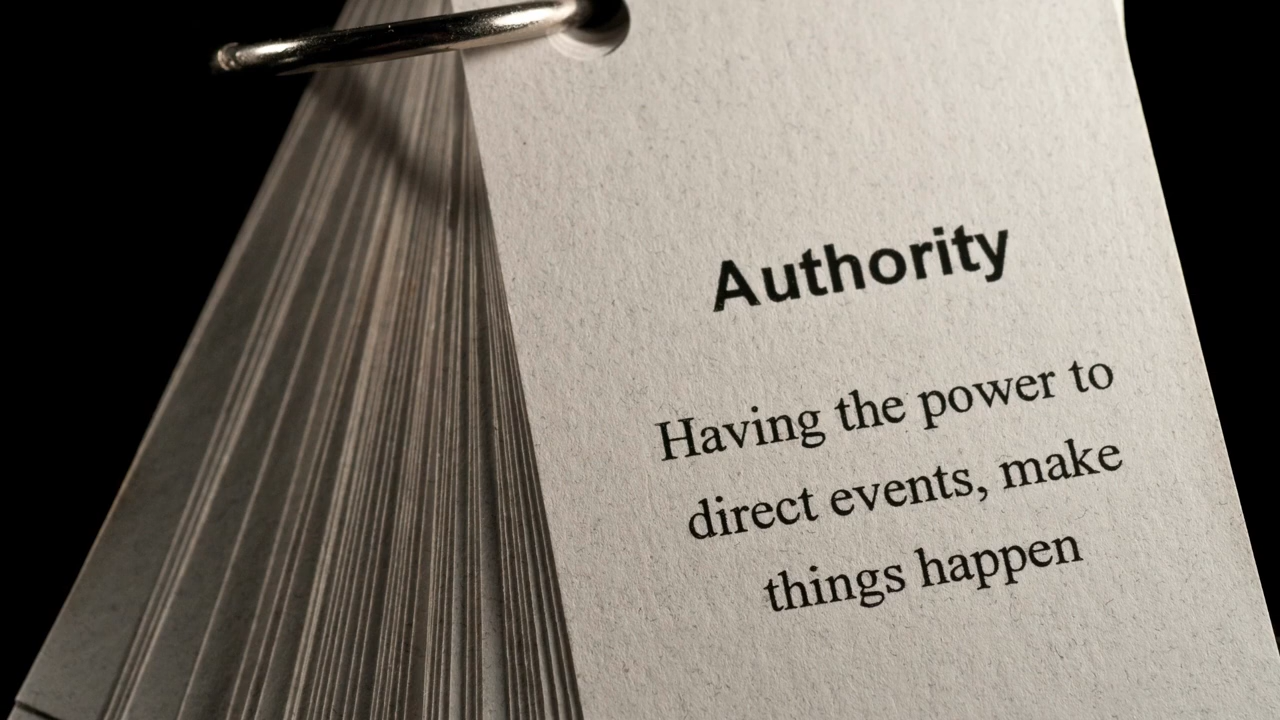 Authority
Having the power to
direct events, make
things happen